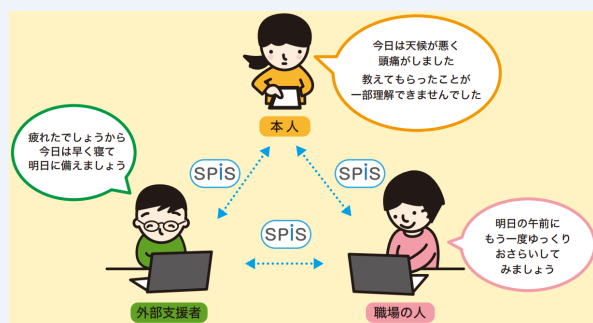 今日は天候が悪く
頭痛がしました
教えてもらったことが
一部理解できませんでした
本人
疲れたでしょうから
今日は早く寝て
明日に備えましょう
SPiS
SPiS
SPiS
明日の午前に
もう一度ゆっくり
おさらいして
みましょう
外部支援者
職場の人